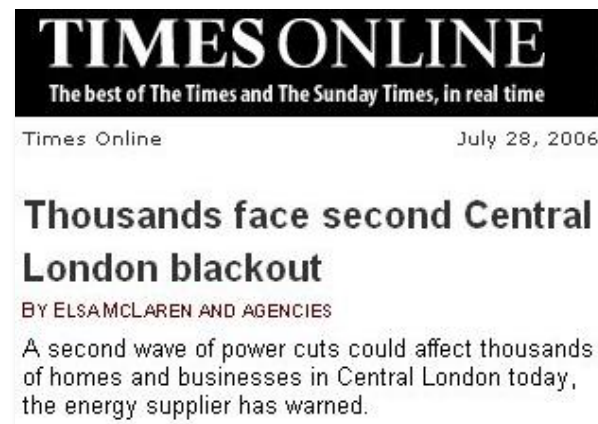 TIMES ONLINE
The best of The Times and The Sunday Times, in real time
Times Online July 28, 2006
Thousands face second Central
London blackout
BY ELSA MCLAREN AND AGENCIES
A second wave of power cuts could affect thousands
of homes and businesses in Central London today,
the energy supplier has warned.